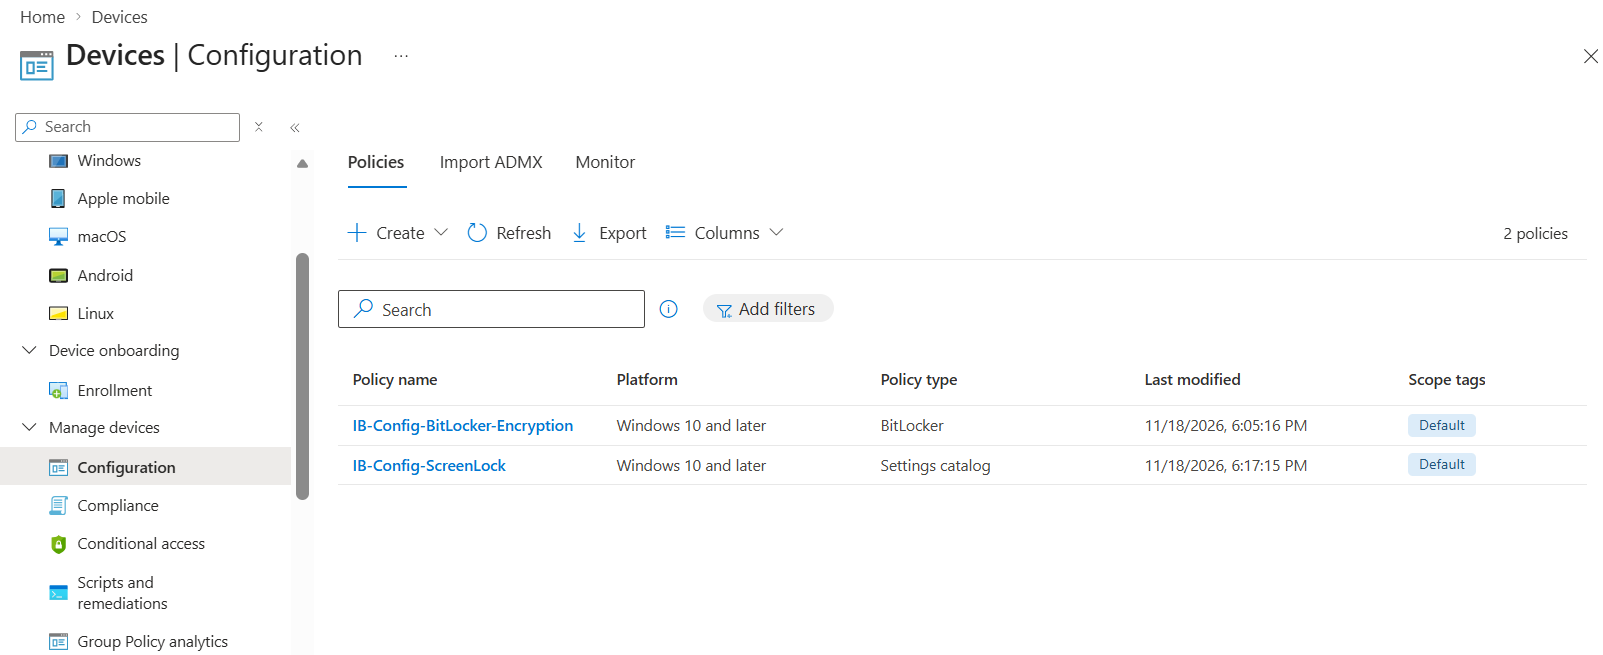 Home > Devices
Devices | Configuration ...
Search
Windows
Apple mobile
macOS
Android
Linux
Device onboarding
Enrollment
Manage devices
Configuration
Compliance
Conditional access
Scripts and
remediations
Group Policy analytics
Policies Import ADMX Monitor
Create Refresh Export Columns 2 policies
Search Add filters
Policy name Platform Policy type Last modified Scope tags
IB-Config-BitLocker-Encryption Windows 10 and later BitLocker 11/18/2026, 6:05:16 PM Default
IB-Config-ScreenLock Windows 10 and later Settings catalog 11/18/2026, 6:17:15 PM Default